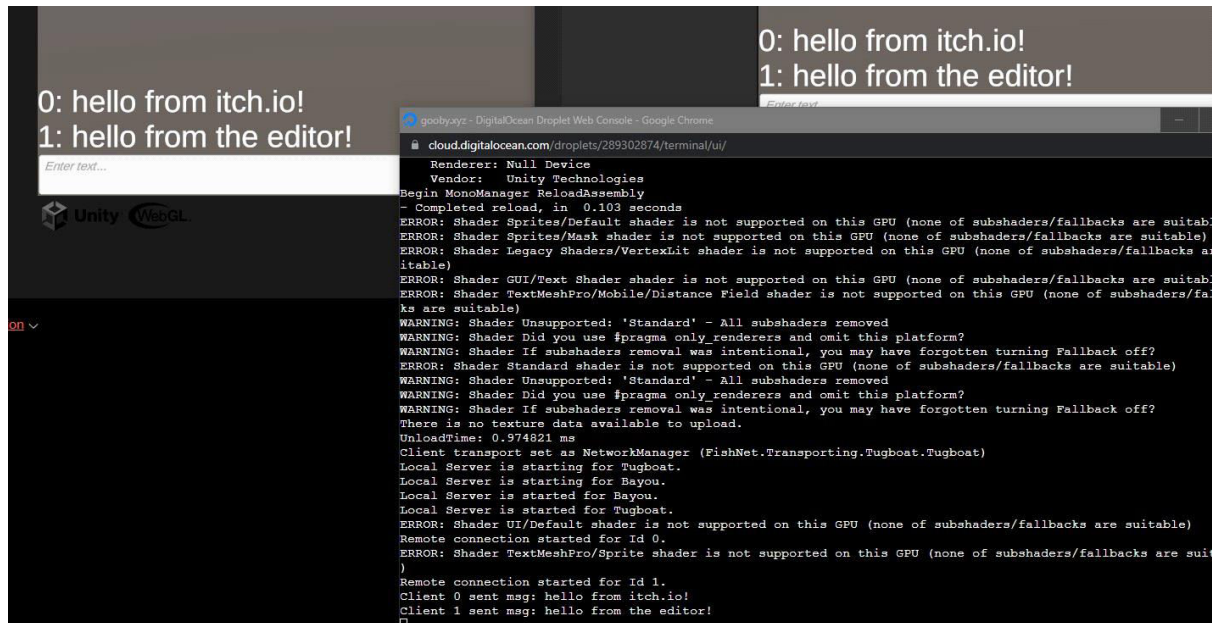 0: hello from itch.io!
1: hello from the editor!
Enter text...
Unity WebGL.
on
0: hello from itch.io!
1: hello from the editor!
Enter text
gooby.xyz - DigitalOcean Droplet Web Console - Google Chrome
cloud.digitalocean.com/droplets/289302874/terminal/ui/
Renderer: Null Device
Vendor: Unity Technologies
Begin MonoManager ReloadAssembly
- Completed reload, in 0.103 seconds
ERROR: Shader Sprites/Default shader is not supported on this GPU (none of subshaders/fallbacks are suitabl
ERROR: Shader Sprites/Mask shader is not supported on this GPU (none of subshaders/fallbacks are suitable)
ERROR: Shader Legacy Shaders/VertexLit shader is not supported on this GPU (none of subshaders/fallbacks ar
itable)
ERROR: Shader GUI/Text Shader shader is not supported on this GPU (none of subshaders/fallbacks are suitabl
ERROR: Shader TextMeshPro/Mobile/Distance Field shader is not supported on this GPU (none of subshaders/fal
ks are suitable)
WARNING: Shader Unsupported: 'Standard' - All subshaders removed
WARNING: Shader Did you use #pragma only_renderers and omit this platform?
WARNING: Shader If subshaders removal was intentional, you may have forgotten turning Fallback off?
ERROR: Shader Standard shader is not supported on this GPU (none of subshaders/fallbacks are suitable)
WARNING: Shader Unsupported: 'Standard' - All subshaders removed
WARNING: Shader Did you use #pragma only_renderers and omit this platform?
WARNING: Shader If subshaders removal was intentional, you may have forgotten turning Fallback off?
There is no texture data available to upload.
UnloadTime: 0.974821 ms
Client transport set as NetworkManager (FishNet.Transporting.Tugboat.Tugboat)
Local Server is starting for Tugboat.
Local Server is starting for Bayou.
Local Server is started for Bayou.
Local Server is started for Tugboat.
ERROR: Shader UI/Default shader is not supported on this GPU (none of subshaders/fallbacks are suitable)
Remote connection started for Id 0.
ERROR: Shader TextMeshPro/Sprite shader is not supported on this GPU (none of subshaders/fallbacks are suit
)
Remote connection started for Id 1.
Client 0 sent msg: hello from itch.io!
Client 1 sent msg: hello from the editor!